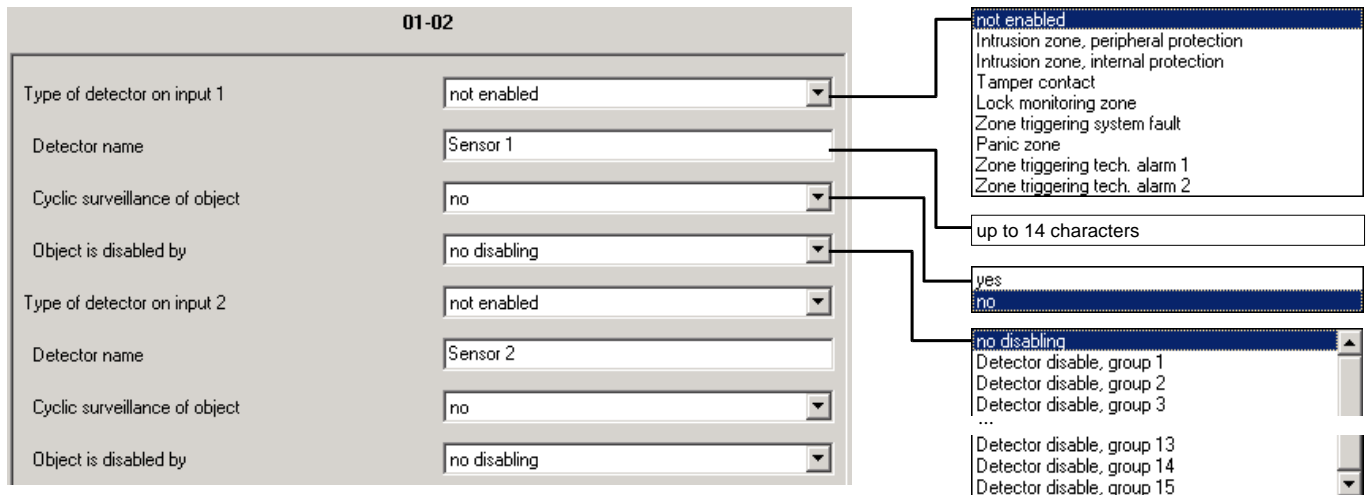 01-02
Type of detector on input 1
not enabled
Detector name
Sensor 1
Cyclic surveillance of object
no
Object is disabled by
no disabling
Type of detector on input 2
not enabled
Detector name
Sensor 2
Cyclic surveillance of object
no
Object is disabled by
no disabling
not enabled
Intrusion zone, peripheral protection
Intrusion zone, internal protection
Tamper contact
Lock monitoring zone
Zone triggering system fault
Panic zone
Zone triggering tech. alarm 1
Zone triggering tech. alarm 2
up to 14 characters
yes
no
no disabling
Detector disable, group 1
Detector disable, group 2
Detector disable, group 3
...
Detector disable, group 13
Detector disable, group 14
Detector disable, group 15